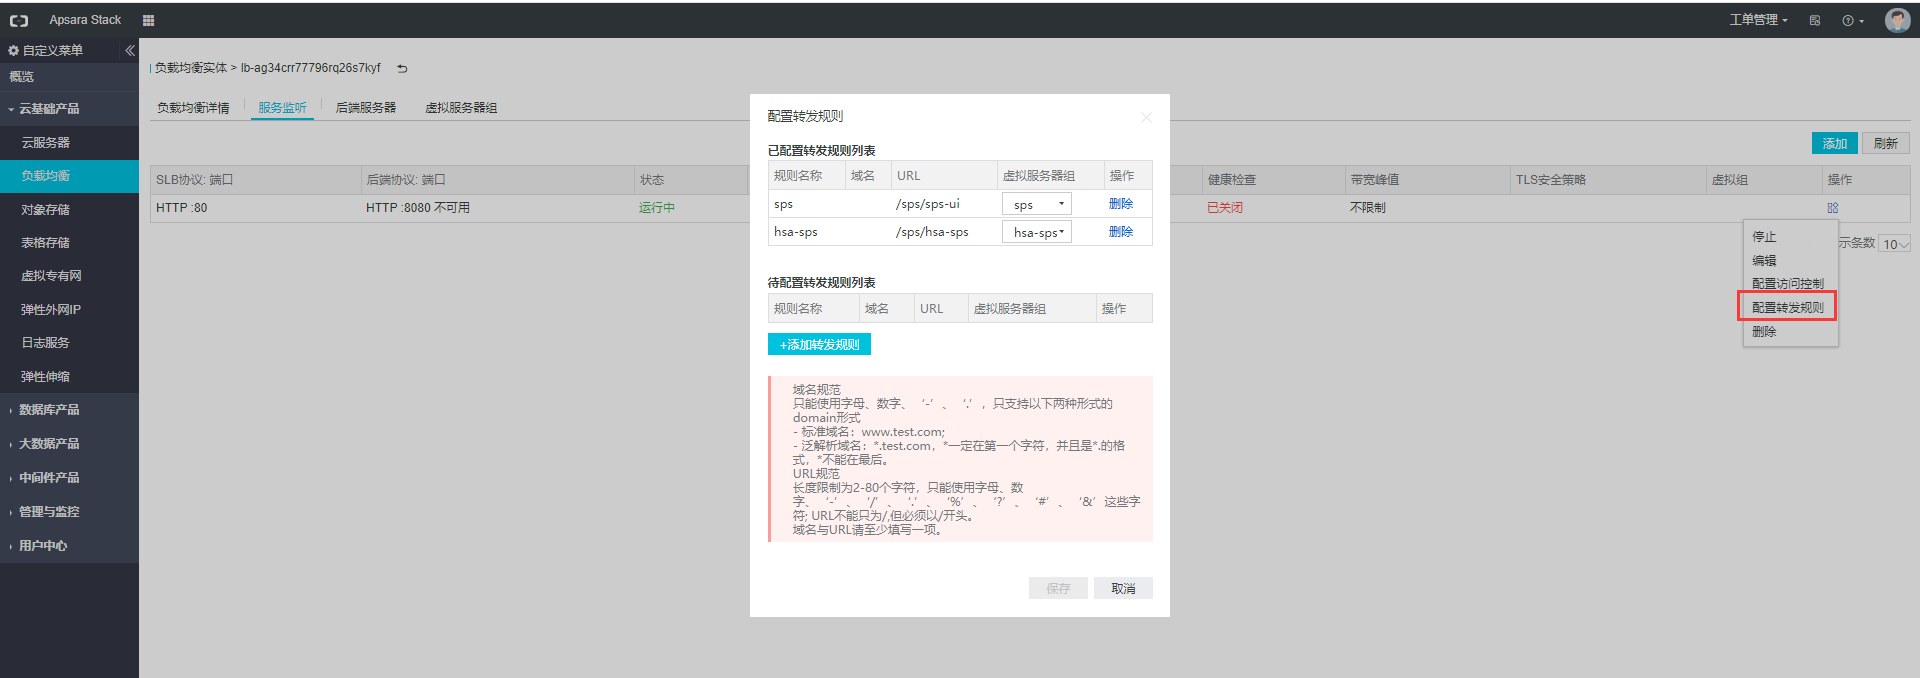 Apsara Stack
工单管理
自定义菜单
概览
云基础产品
云服务器
负载均衡
对象存储
表格存储
虚拟专有网
弹性外网IP
日志服务
弹性伸缩
数据库产品
大数据产品
中间件产品
管理与监控
用户中心
负载均衡实体 > lb-ag34crr77796rq26s7kyf
负载均衡详情 服务监听 后端服务器 虚拟服务器组
添加 刷新
SLB协议: 端口 后端协议: 端口 状态 健康检查 带宽峰值 TLS安全策略 虚拟组 操作
HTTP :80 HTTP :8080 不可用 运行中 已关闭 不限制
示条数 10
停止
编辑
配置访问控制
配置转发规则
删除
配置转发规则
已配置转发规则列表
规则名称 域名 URL 虚拟服务器组 操作
sps /sps/sps-ui sps 删除
hsa-sps /sps/hsa-sps hsa-sps 删除
待配置转发规则列表
规则名称 域名 URL 虚拟服务器组 操作
+添加转发规则
域名规范
只能使用字母、数字、‘-’、‘.’，只支持以下两种形式的
domain形式
- 标准域名：www.test.com;
- 泛解析域名：*.test.com，*一定在第一个字符，并且是*.的格
式，*不能在最后。
URL规范
长度限制为2-80个字符，只能使用字母、数
字、‘-’、‘/’、‘.’、‘%’、‘?’、‘#’、‘&’这些字
符; URL不能只为/,但必须以/开头。
域名与URL请至少填写一项。
保存 取消